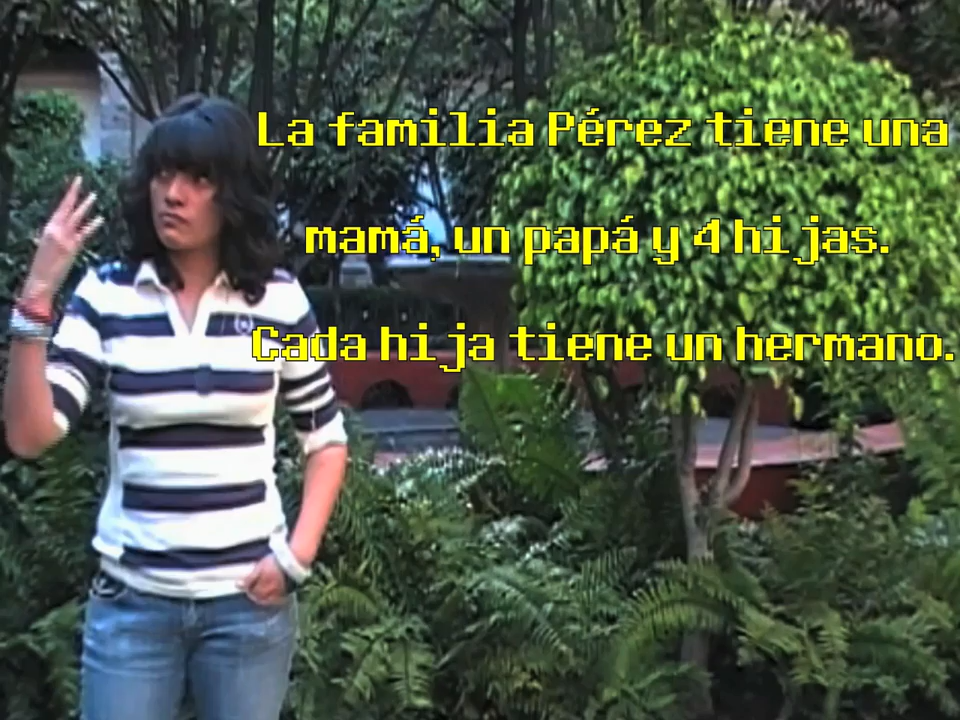 La familia Pérez tiene una
mamá, un papá y 4 hijas.
Cada hija tiene un hermano.